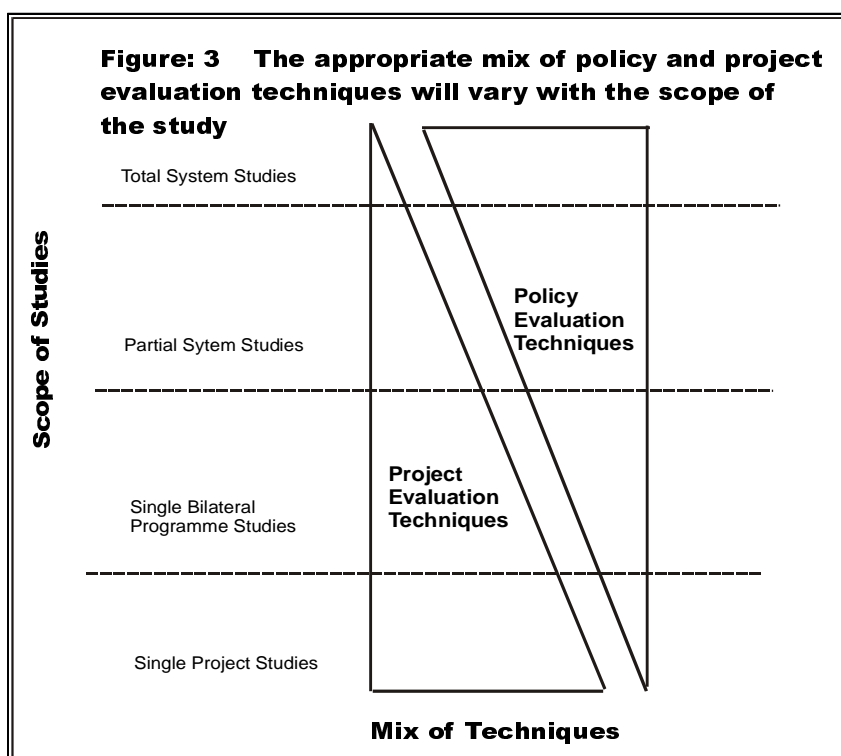 Figure: 3 The appropriate mix of policy and project
evaluation techniques will vary with the scope of
the study
Total System Studies
Scope of Studies
Policy
Evaluation
Techniques
Partial Sytem Studies
Project
Evaluation
Techniques
Single Bilateral
Programme Studies
Single Project Studies
Mix of Techniques